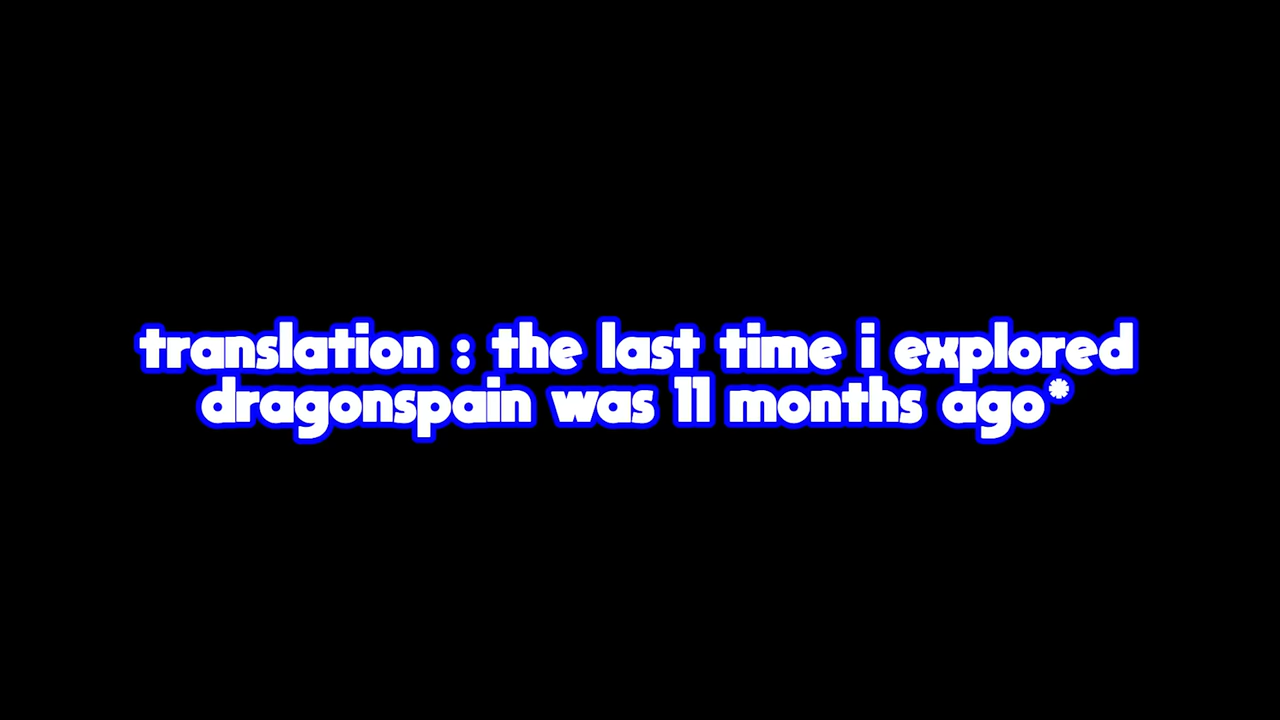 translation : the last time i explored
dragonspain was 11 months ago*